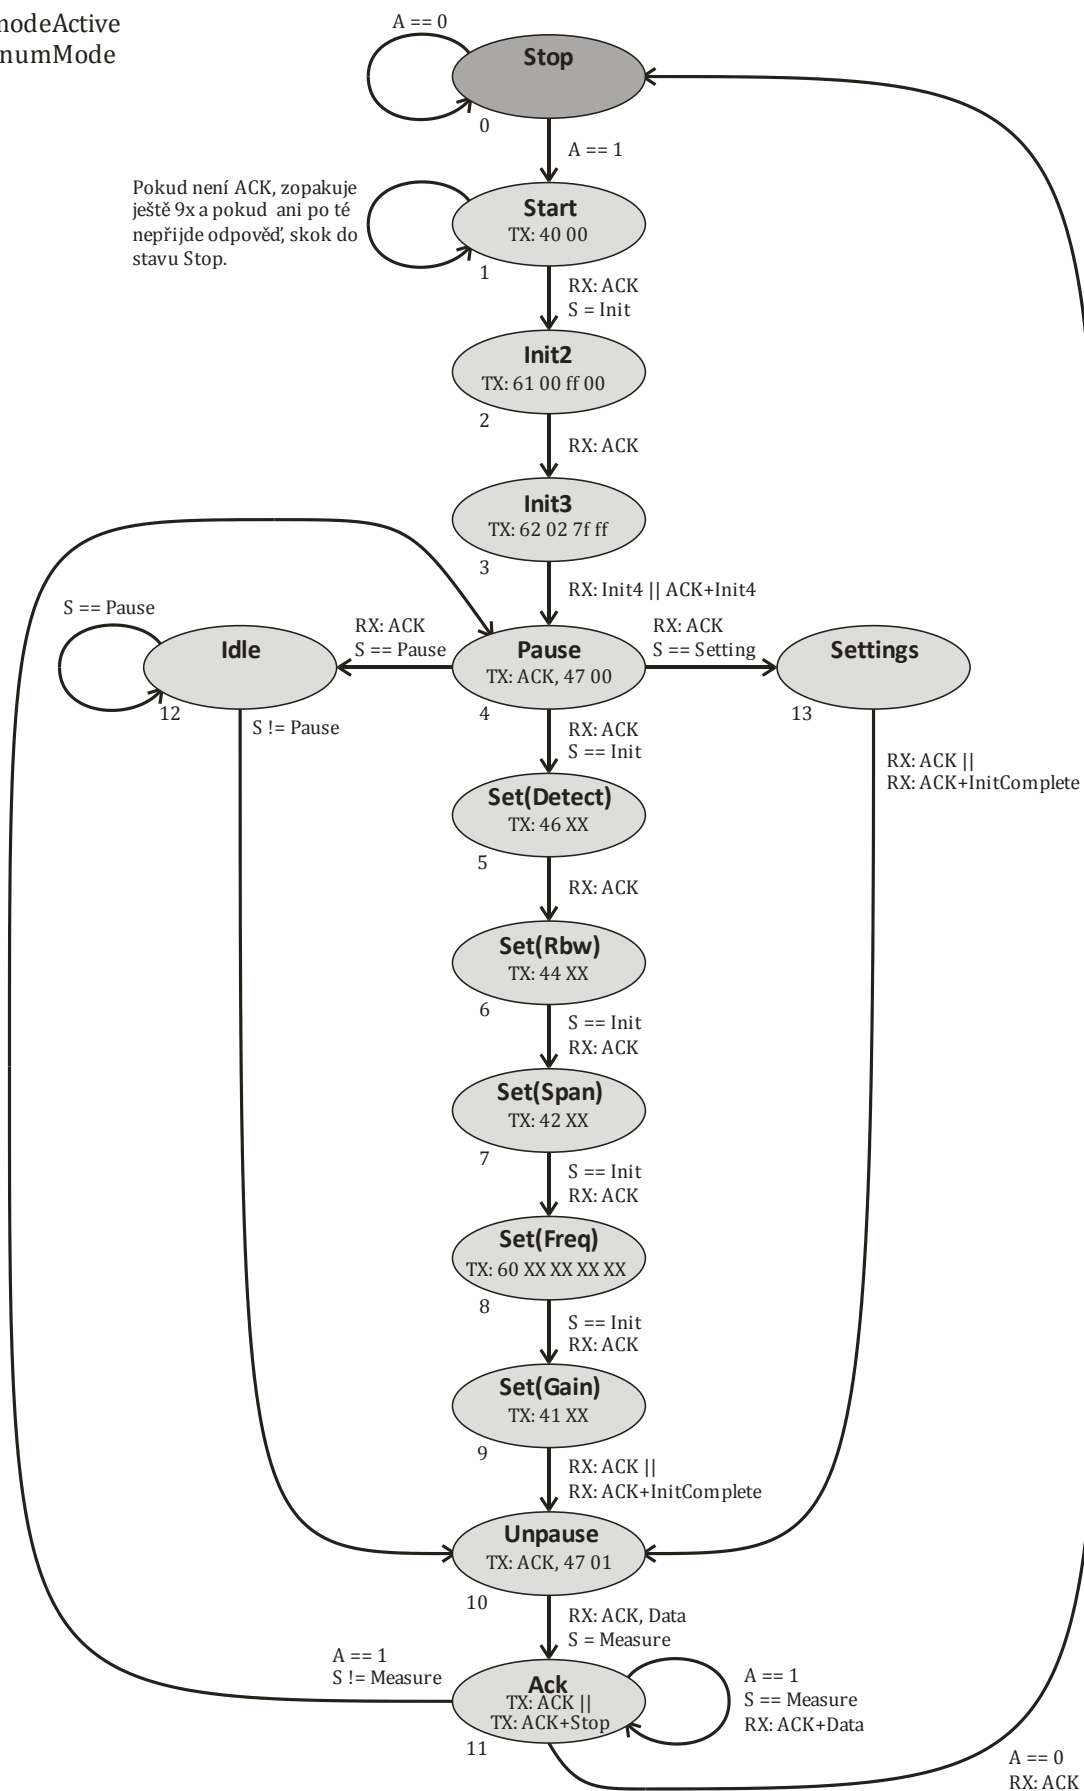 modeActive
numMode
A == 0
Stop
0
A == 1
Pokud není ACK, zopakuje
ještě 9x a pokud ani po té
nepřijde odpověď, skok do
stavu Stop.
Start
TX: 40 00
1
RX: ACK
S = Init
Init2
TX: 61 00 ff 00
2
RX: ACK
Init3
TX: 62 02 7f ff
3
RX: Init4 || ACK+Init4
S == Pause
Idle
12
S != Pause
RX: ACK
S == Pause
Pause
TX: ACK, 47 00
4
RX: ACK
S == Setting
Settings
13
RX: ACK ||
RX: ACK+InitComplete
RX: ACK
S == Init
Set(Detect)
TX: 46 XX
5
RX: ACK
Set(Rbw)
TX: 44 XX
6
S == Init
RX: ACK
Set(Span)
TX: 42 XX
7
S == Init
RX: ACK
Set(Freq)
TX: 60 XX XX XX XX
8
S == Init
RX: ACK
Set(Gain)
TX: 41 XX
9
RX: ACK ||
RX: ACK+InitComplete
Unpause
TX: ACK, 47 01
10
RX: ACK, Data
S = Measure
A == 1
S != Measure
Ack
TX: ACK ||
TX: ACK+Stop
11
A == 1
S == Measure
RX: ACK+Data
A == 0
RX: ACK